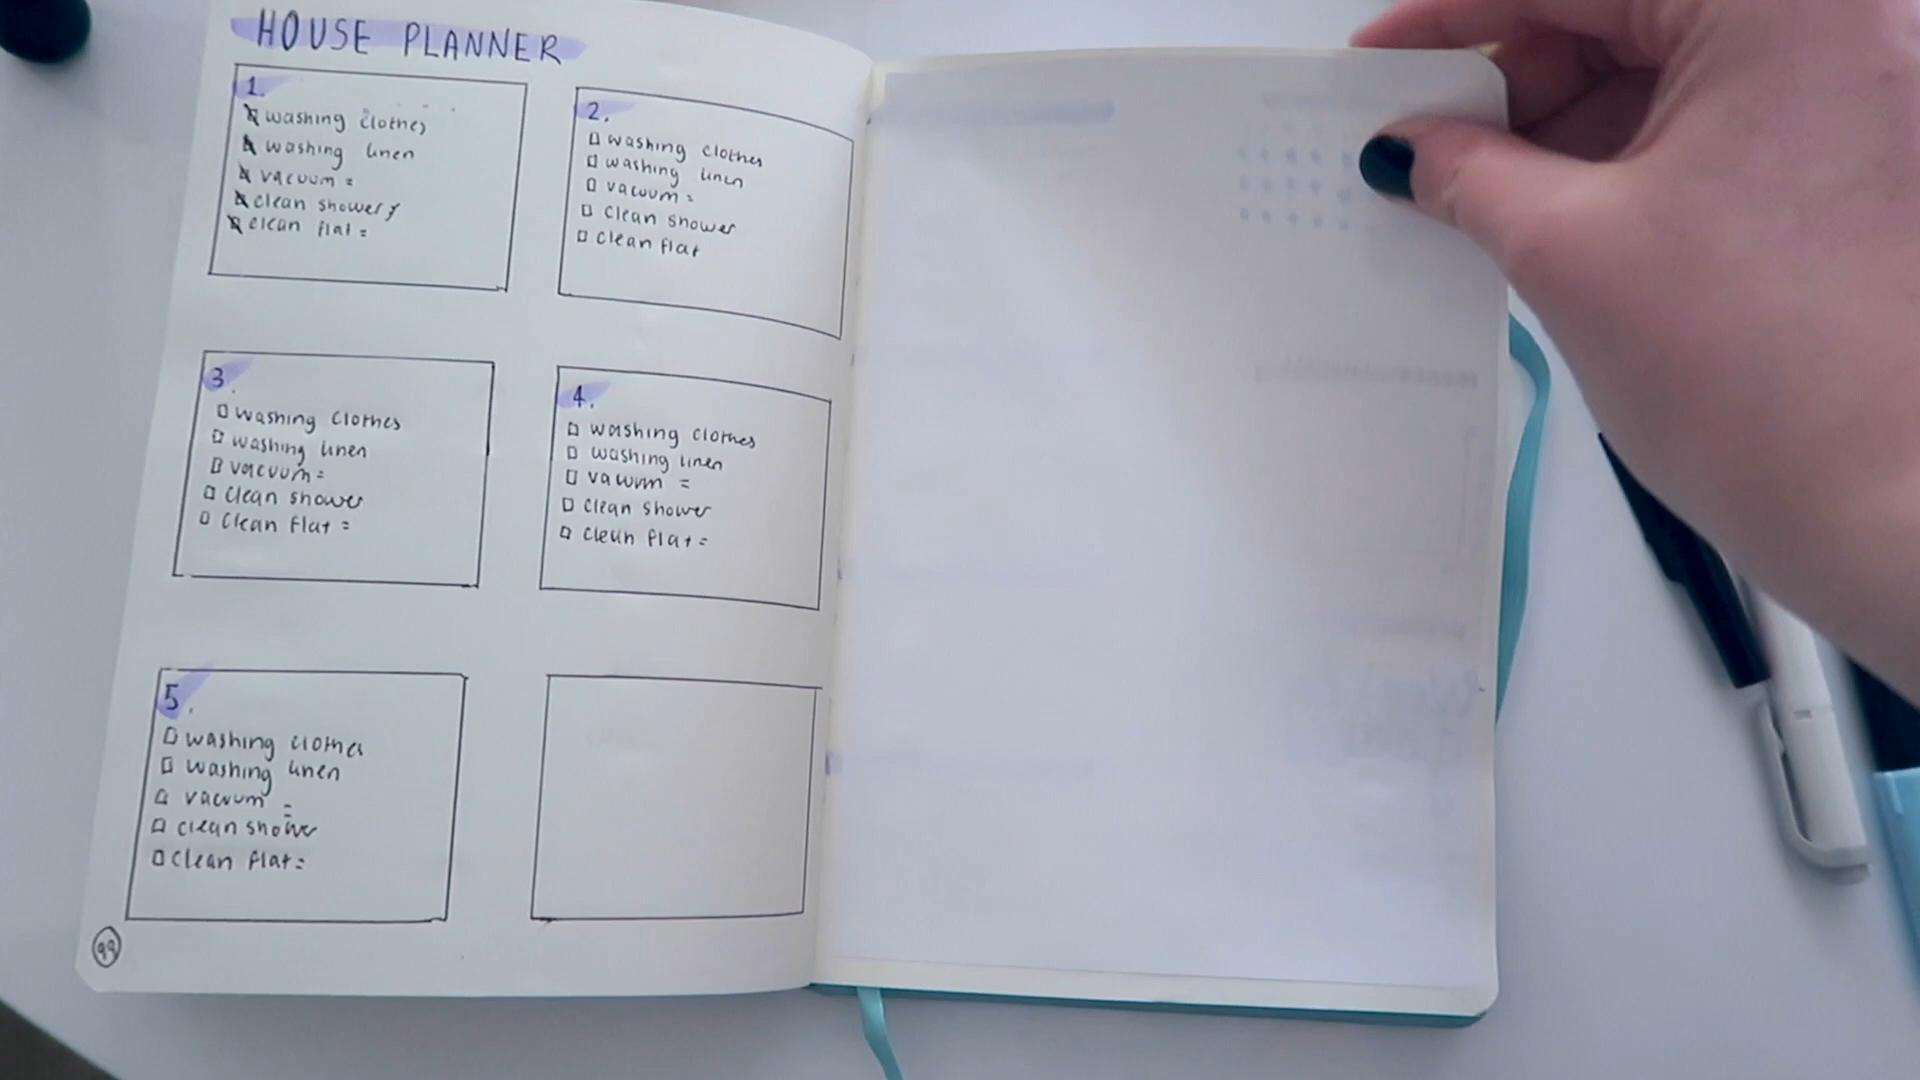 HOUSE PLANNER
1.
washing clothes
washing linen
vacuum =
clean shower
clean flat =
2.
washing clothes
washing linen
vacuum =
clean shower
clean flat
3.
washing clothes
washing linen
vacuum =
clean shower
clean flat =
4.
washing clothes
washing linen
vacuum =
clean shower
clean flat =
5.
washing clothes
washing linen
vacuum =
clean shower
clean flat =
99